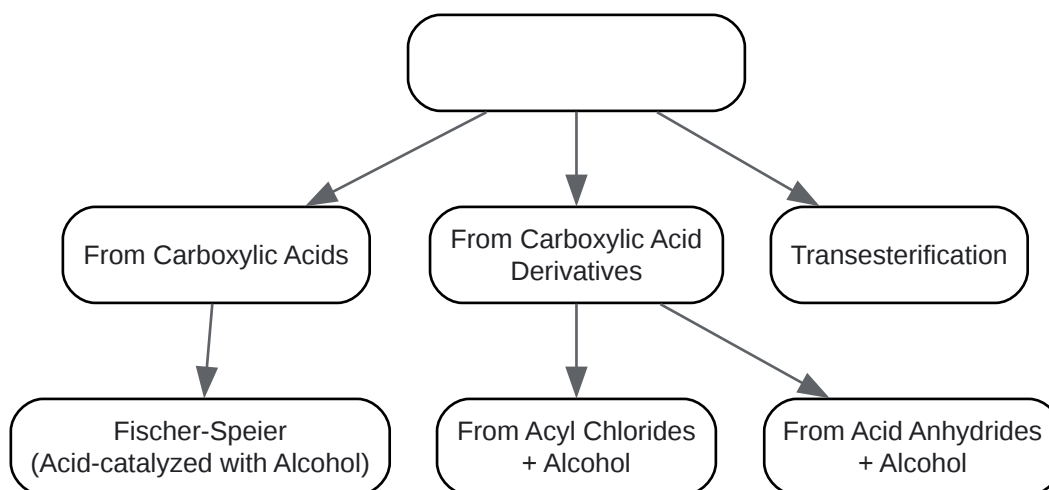 From Carboxylic Acids
From Carboxylic Acid
Derivatives
Transesterification
Fischer-Speier
(Acid-catalyzed with Alcohol)
From Acyl Chlorides
+ Alcohol
From Acid Anhydrides
+ Alcohol